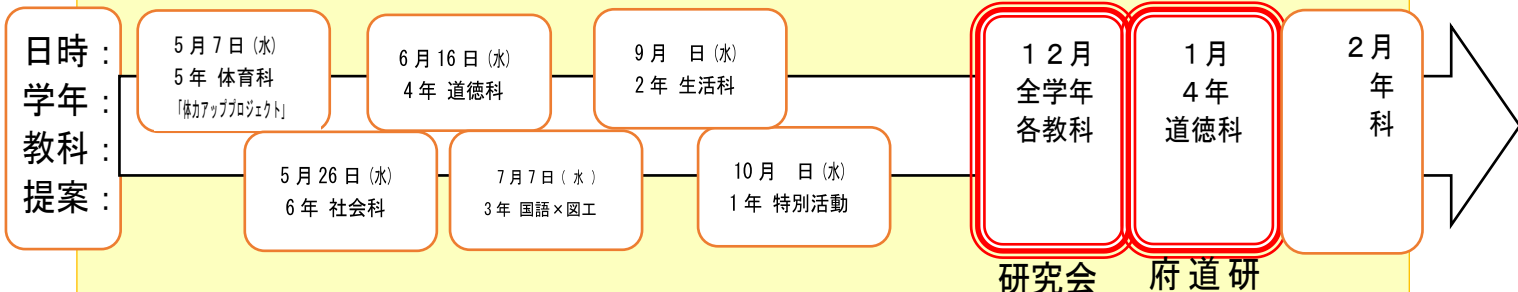 日時：
学年：
教科：
提案：
５月７日（水）
５年 体育科
「体力アッププロジェクト」
５月26日（水）
６年 社会科
６月16日（水）
４年 道徳科
７月７日（ 水 ）
３年 国語×図工
９月　日（水）
２年 生活科
10月　日（水）
１年 特別活動
１２月
全学年
各教科
研究会
１月
４年
道徳科
府道研
２月
年
科